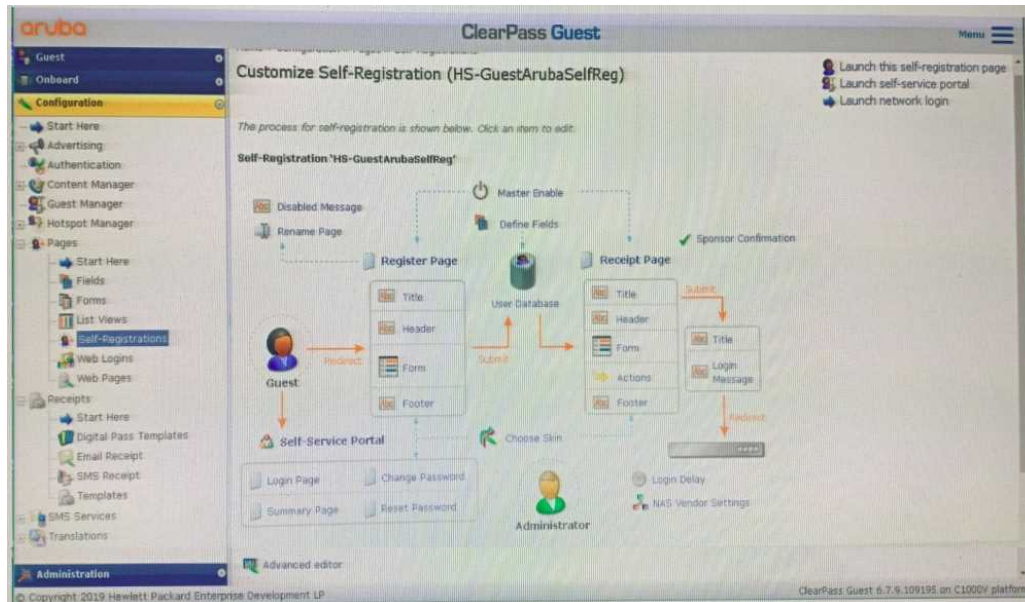 aruba
ClearPass Guest
Menu
Guest
Onboard
Configuration
Start Here
Advertising
Authentication
Content Manager
Guest Manager
Hotspot Manager
Pages
Start Here
Fields
Forms
List Views
Self-Registrations
Web Logins
Web Pages
Receipts
Start Here
Digital Pass Templates
Email Receipt
SMS Receipt
Templates
SMS Services
Translations
Administration
Customize Self-Registration (HS-GuestArubaSelfReg)
Launch this self-registration page
Launch self-service portal
Launch network login
The process for self-registration is shown below. Click an item to edit.
Self-Registration 'HS-GuestArubaSelfReg'
Master Enable
Disabled Message
Rename Page
Define Fields
Sponsor Confirmation
Register Page
Title
Header
Form
Footer
User Database
Receipt Page
Title
Header
Form
Actions
Footer
Submit
Title
Login
Message
Redirect
Guest
Redirect
Submit
Self-Service Portal
Choose Skin
Login Page
Change Password
Summary Page
Reset Password
Administrator
Login Delay
NAS Vendor Settings
Advanced editor
© Copyright 2019 Hewlett Packard Enterprise Development LP
ClearPass Guest 6.7.9.109195 on C1000V platform